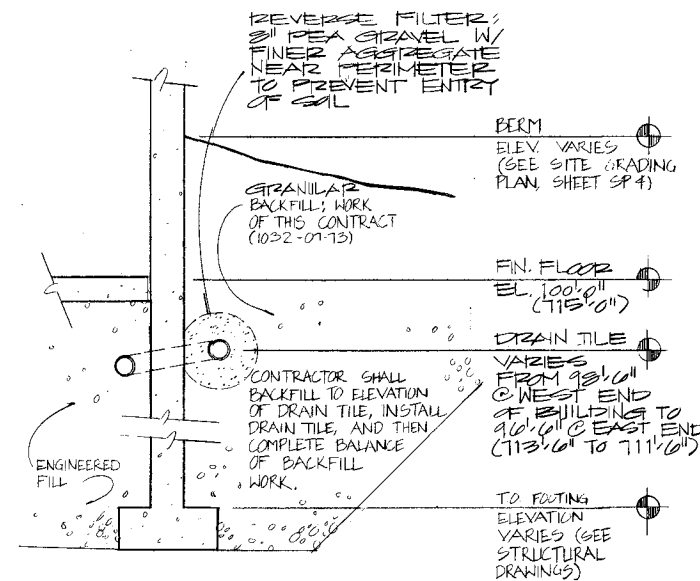 REVERSE FILTER:
8" PEA GRAVEL W/
FINER AGGREGATE
NEAR PERIMETER
TO PREVENT ENTRY
OF SOIL
BERM
ELEV. VARIES
(SEE SITE GRADING
PLAN, SHEET SP4)
GRANULAR
BACKFILL; WORK
OF THIS CONTRACT
(1032-07-73)
FIN. FLOOR
EL. 100'0"
(715'0")
DRAIN TILE
VARIES
FROM 98'6"
@ WEST END
OF BUILDING TO
96'6" @ EAST END
(713'6" TO 711'6")
CONTRACTOR SHALL
BACKFILL TO ELEVATION
OF DRAIN TILE, INSTALL
DRAIN TILE, AND THEN
COMPLETE BALANCE
OF BACKFILL
WORK.
ENGINEERED
FILL
T.O. FOOTING
ELEVATION
VARIES (SEE
STRUCTURAL
DRAWINGS)